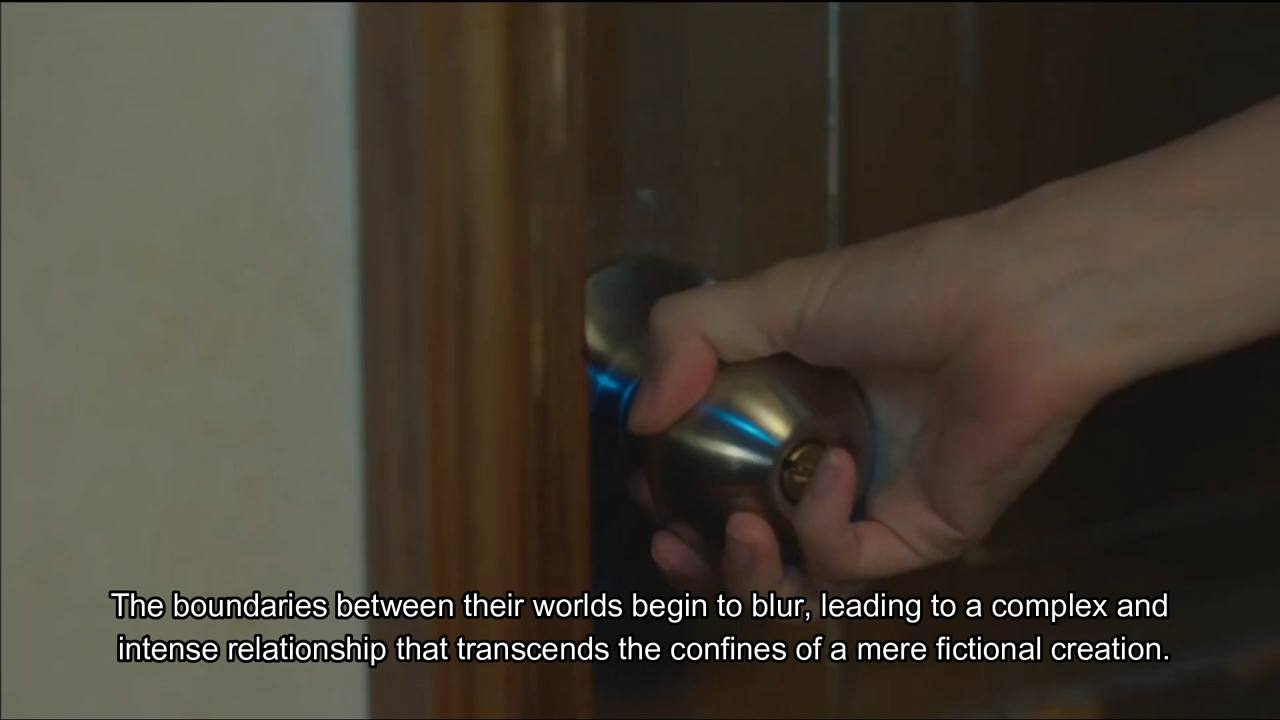 The boundaries between their worlds begin to blur, leading to a complex and
intense relationship that transcends the confines of a mere fictional creation.